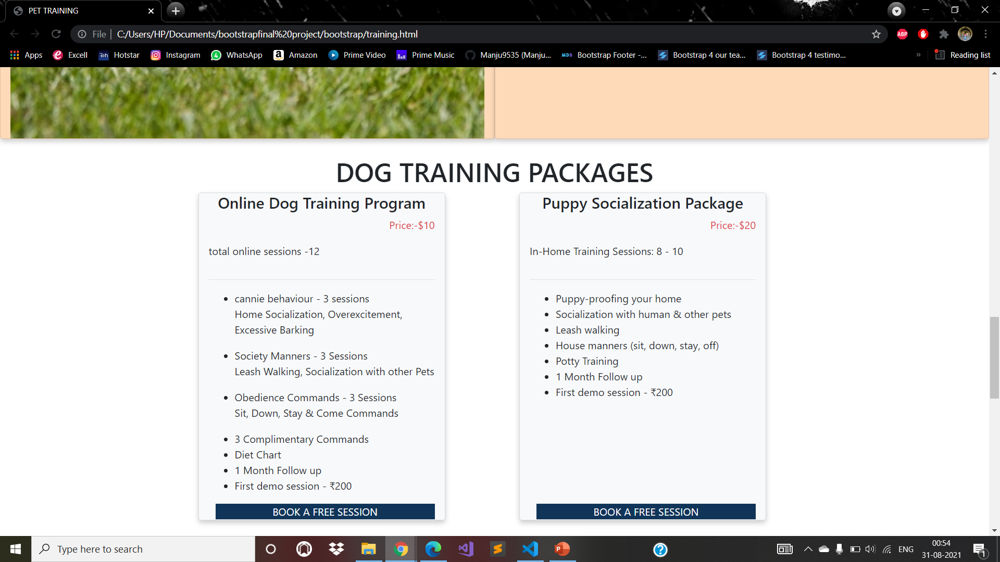 PET TRAINING
File
C:/Users/HP/Documents/bootstrapfinal%20project/bootstrap/training.html
ABP
Apps
Excell
Hotstar
Instagram
WhatsApp
Amazon
Prime Video
Prime Music
Manju9535 (Manju...
MDB
Bootstrap Footer -...
Bootstrap 4 our tea...
Bootstrap 4 testimo...
»
Reading list
DOG TRAINING PACKAGES
Online Dog Training Program
Price:-$10
total online sessions -12
cannie behaviour - 3 sessions
Home Socialization, Overexcitement,
Excessive Barking
Society Manners - 3 Sessions
Leash Walking, Socialization with other Pets
Obedience Commands - 3 Sessions
Sit, Down, Stay & Come Commands
3 Complimentary Commands
Diet Chart
1 Month Follow up
First demo session - ₹200
BOOK A FREE SESSION
Puppy Socialization Package
Price:-$20
In-Home Training Sessions: 8 - 10
Puppy-proofing your home
Socialization with human & other pets
Leash walking
House manners (sit, down, stay, off)
Potty Training
1 Month Follow up
First demo session - ₹200
BOOK A FREE SESSION
Type here to search
ENG
00:54
31-08-2021
1